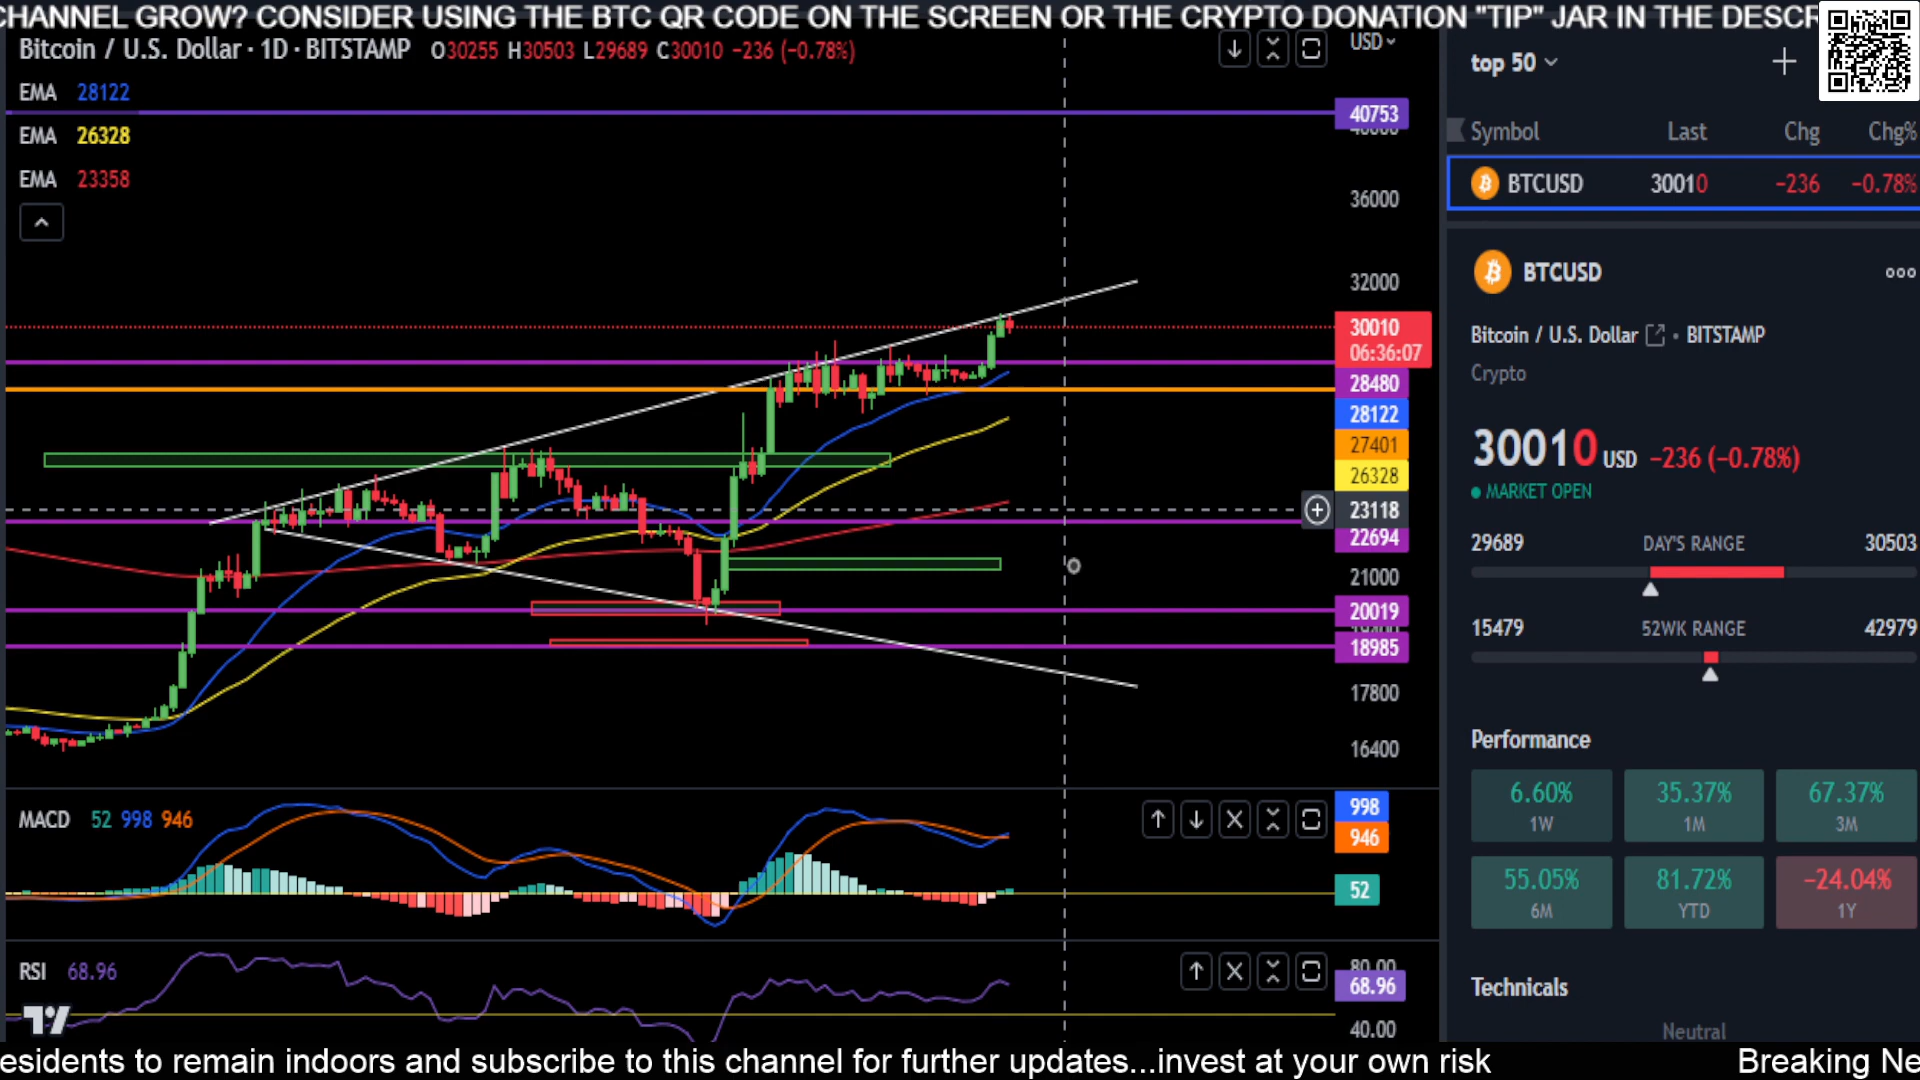 CHANNEL GROW? CONSIDER USING THE BTC QR CODE ON THE SCREEN OR THE CRYPTO DONATION "TIP" JAR IN THE DESCR
Bitcoin / U.S. Dollar · 1D · BITSTAMP O30255 H30503 L29689 C30010 −236 (−0.78%)
USD
EMA 28122
EMA 26328
EMA 23358
40753
36000
32000
30010
06:36:07
28480
28122
27401
26328
23118
22694
21000
20019
18985
17800
16400
MACD 52 998 946
998
946
52
RSI 68.96
80.00
68.96
40.00
top 50
Symbol Last Chg Chg%
BTCUSD 30010 −236 −0.78%
BTCUSD
Bitcoin / U.S. Dollar • BITSTAMP
Crypto
30010 USD −236 (−0.78%)
MARKET OPEN
29689 DAY'S RANGE 30503
15479 52WK RANGE 42979
Performance
6.60% 35.37% 67.37%
1W 1M 3M
55.05% 81.72% −24.04%
6M YTD 1Y
Technicals
Neutral
esidents to remain indoors and subscribe to this channel for further updates...invest at your own risk
Breaking Ne